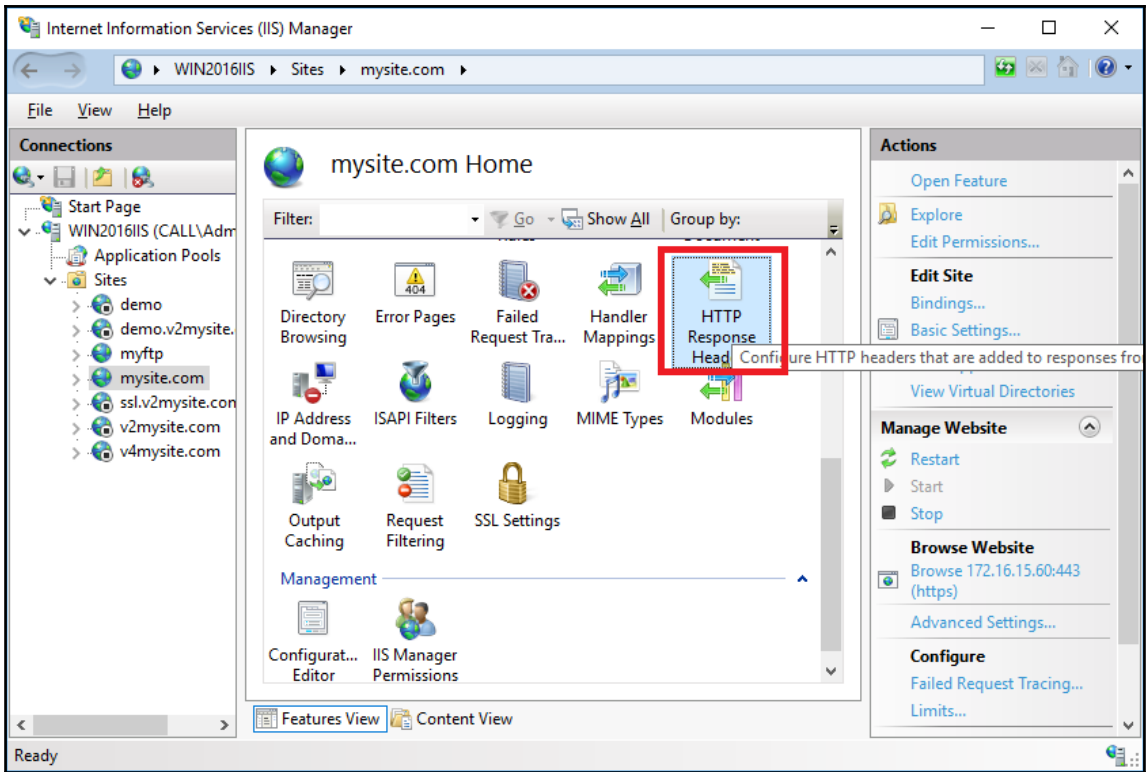 Internet Information Services (IIS) Manager
WIN2016IIS Sites mysite.com
File View Help
Connections
Start Page
WIN2016IIS (CALL\Adm
Application Pools
Sites
demo
demo.v2mysite.
myftp
mysite.com
ssl.v2mysite.con
v2mysite.com
v4mysite.com
mysite.com Home
Filter: Go Show All Group by:
Directory Browsing
Error Pages
404
Failed Request Tra...
Handler Mappings
HTTP Response Head
Configure HTTP headers that are added to responses fro
IP Address and Doma...
ISAPI Filters
Logging
MIME Types
Modules
Output Caching
Request Filtering
SSL Settings
Management
Configurat... Editor
IIS Manager Permissions
Features View Content View
Actions
Open Feature
Explore
Edit Permissions...
Edit Site
Bindings...
Basic Settings...
View Virtual Directories
Manage Website
Restart
Start
Stop
Browse Website
Browse 172.16.15.60:443
(https)
Advanced Settings...
Configure
Failed Request Tracing...
Limits...
Ready